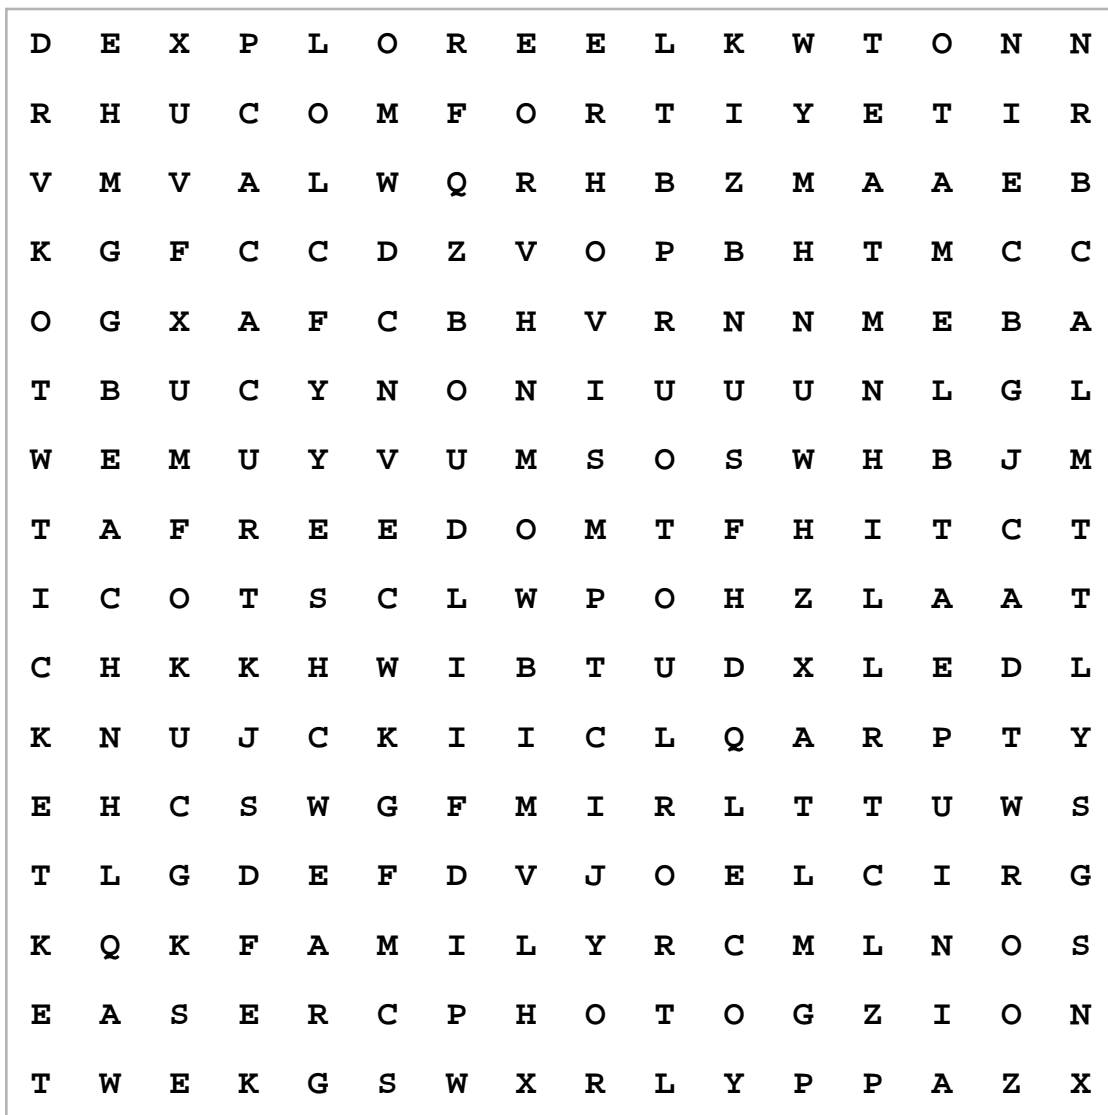 D E X P L O R E E L K W T O N N
R H U C O M F O R T I Y E T I R
V M V A L W Q R H B Z M A A E B
K G F C C D Z V O P B H T M C C
O G X A F C B H V R N N M E B A
T B U C Y N O N I U U U N L G L
W E M U Y V U M S O S W H B J M
T A F R E E D O M T F H I T C T
I C O T S C L W P O H Z L A A T
C H K K H W I B T U D X L E D L
K N U J C K I I C L Q A R P T Y
E H C S W G F M I R L T T U W S
T L G D E F D V J O E L C I R G
K Q K F A M I L Y R C M L N O S
E A S E R C P H O T O G Z I O N
T W E K G S W X R L Y P P A Z X